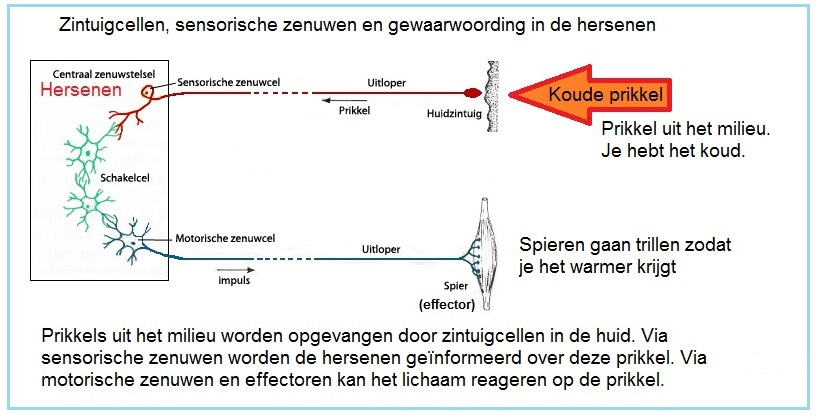 Zintuigcellen, sensorische zenuwen en gewaarwoording in de hersenen
Centraal zenuwstelsel
Hersenen
Sensorische zenuwcel
Uitloper
Prikkel
Huidzintuig
Koude prikkel
Prikkel uit het milieu.
Je hebt het koud.
Schakelcel
Motorische zenuwcel
Uitloper
impuls
Spier
(effector)
Spieren gaan trillen zodat
je het warmer krijgt
Prikkels uit het milieu worden opgevangen door zintuigcellen in de huid. Via
sensorische zenuwen worden de hersenen geïnformeerd over deze prikkel. Via
motorische zenuwen en effectoren kan het lichaam reageren op de prikkel.